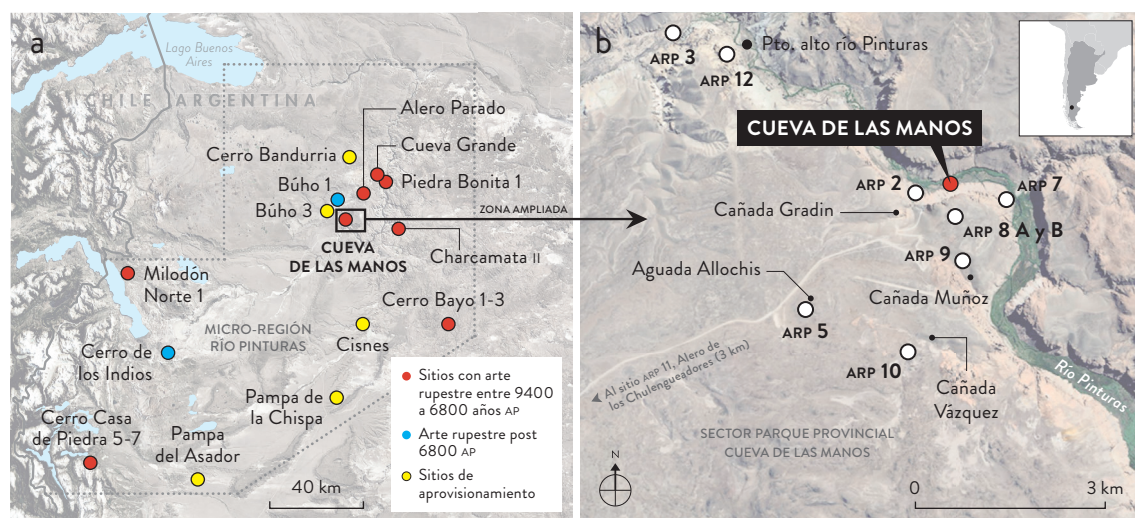 a
Lago Buenos
Aires
CHILE
ARGENTINA
Alero Parado
Cueva Grande
Cerro Bandurria
Piedra Bonita 1
Búho 1
Búho 3
ZONA AMPLIADA
CUEVA
DE LAS MANOS
Charcamata II
Milodón
Norte 1
Cerro Bayo 1-3
MICRO-REGIÓN
RÍO PINTURAS
Cisnes
Cerro de
los Indios
Pampa de
la Chispa
Cerro Casa
de Piedra 5-7
Pampa
del Asador
Sitios con arte
rupestre entre 9400
a 6800 años AP
Arte rupestre post
6800 AP
Sitios de
aprovisionamiento
40 km
b
ARP 3
ARP 12
Pto. alto río Pinturas
CUEVA DE LAS MANOS
ARP 2
ARP 7
Cañada Gradin
ARP 8 A y B
ARP 9
Aguada Allochis
Cañada Muñoz
ARP 5
ARP 10
Al sitio ARP 11, Alero de
los Chulengueadores (3 km)
Cañada
Vázquez
Río Pinturas
SECTOR PARQUE PROVINCIAL
CUEVA DE LAS MANOS
N
0
3 km